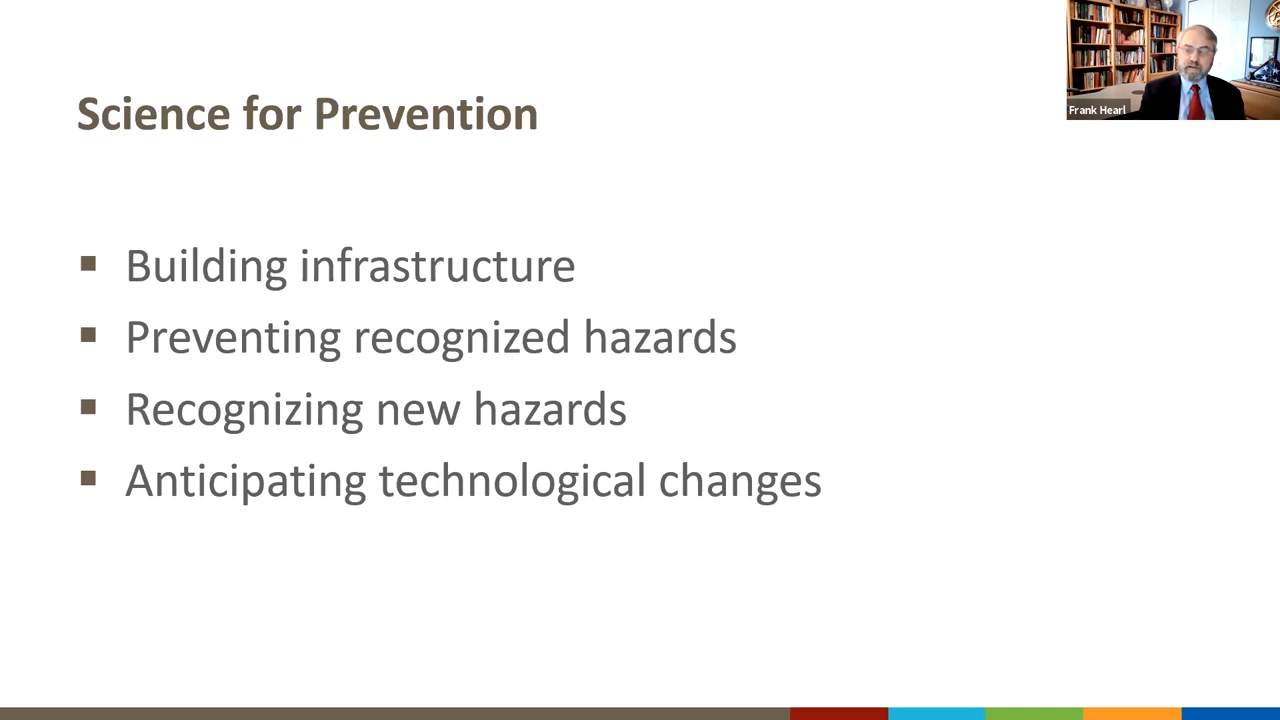 Science for Prevention
Frank Hearl
Building infrastructure
Preventing recognized hazards
Recognizing new hazards
Anticipating technological changes